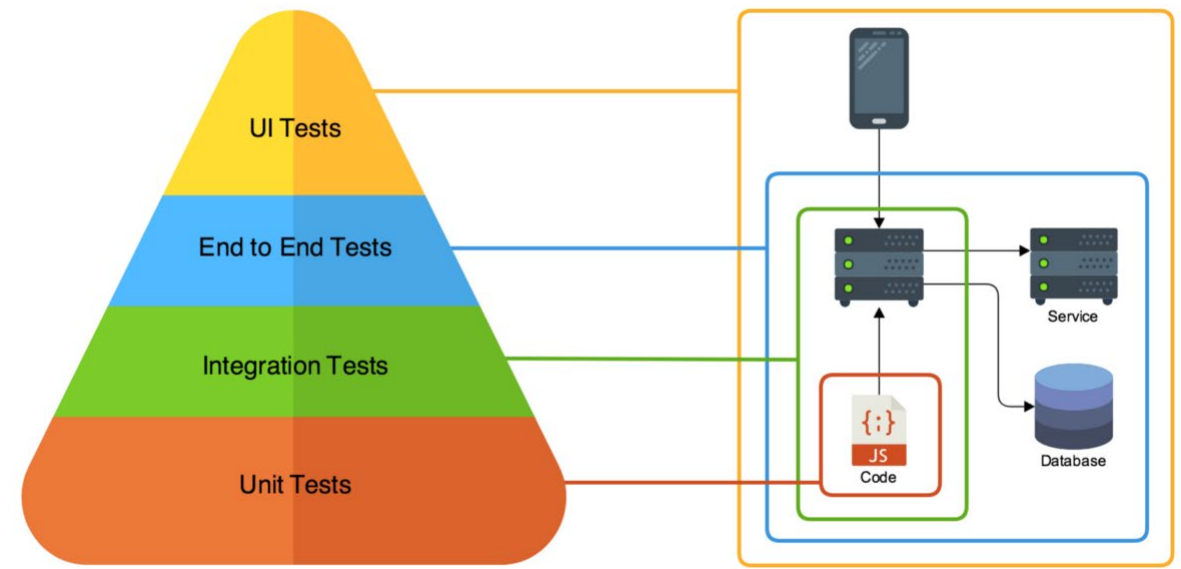 UI Tests
End to End Tests
Integration Tests
Unit Tests
Service
Database
{;}
JS
Code